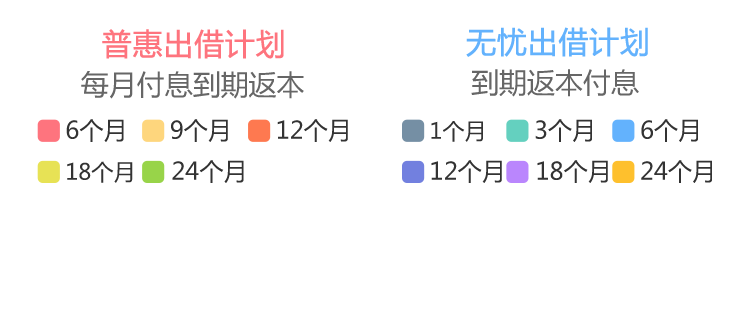 普惠出借计划
每月付息到期返本
6个月 9个月 12个月
18个月 24个月
无忧出借计划
到期返本付息
1个月 3个月 6个月
12个月 18个月 24个月